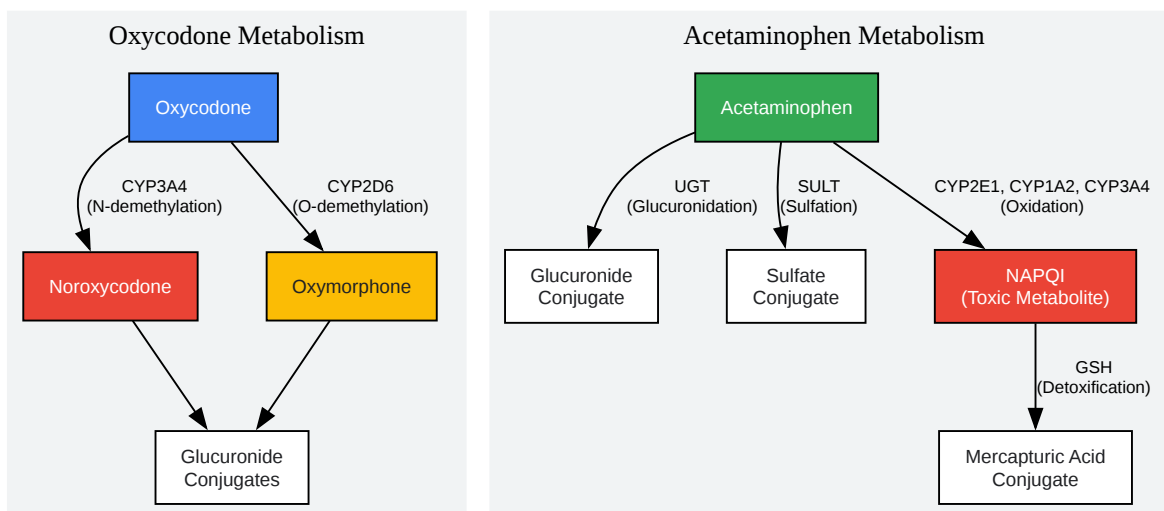 Oxycodone Metabolism
Oxycodone
CYP3A4
(N-demethylation)
CYP2D6
(O-demethylation)
Noroxycodone
Oxymorphone
Glucuronide
Conjugates
Acetaminophen Metabolism
Acetaminophen
UGT
(Glucuronidation)
SULT
(Sulfation)
CYP2E1, CYP1A2, CYP3A4
(Oxidation)
Glucuronide
Conjugate
Sulfate
Conjugate
NAPQI
(Toxic Metabolite)
GSH
(Detoxification)
Mercapturic Acid
Conjugate